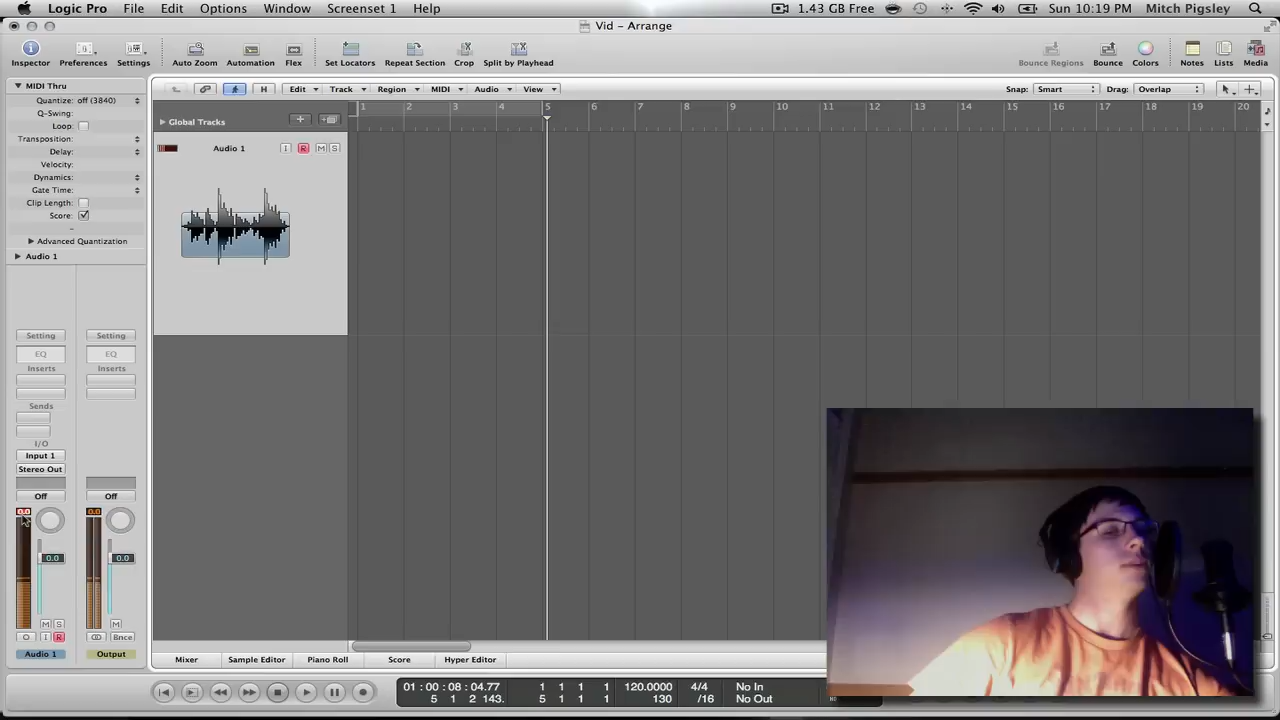 Logic Pro File Edit Options Window Screenset 1 Help 1.43 GB Free Sun 10:19 PM Mitch Pigsley
Vid – Arrange
Inspector Preferences Settings Auto Zoom Automation Flex Set Locators Repeat Section Crop Split by Playhead Bounce Regions Bounce Colors Notes Lists Media
MIDI Thru
H Edit Track Region MIDI Audio View Snap: Smart Drag: Overlap
Quantize: off (3840)
1 2 3 4 5 6 7 8 9 10 11 12 13 14 15 16 17 18 19 20
Q-Swing:
Global Tracks
Loop:
Transposition:
Audio 1 I R M S
Delay:
Velocity:
Dynamics:
Gate Time:
Clip Length:
Score:
Advanced Quantization
Audio 1
Setting Setting
EQ EQ
Inserts Inserts
Sends
I/O
Input 1
Stereo Out
Off Off
0.0 0.0
0.0 0.0
M S M
I R Bnce
Audio 1 Output
Mixer Sample Editor Piano Roll Score Hyper Editor
01:00:08:04.77 1 1 1 1 120.0000 4/4 No In
5 1 2 143. 5 1 1 1 130 /16 No Out